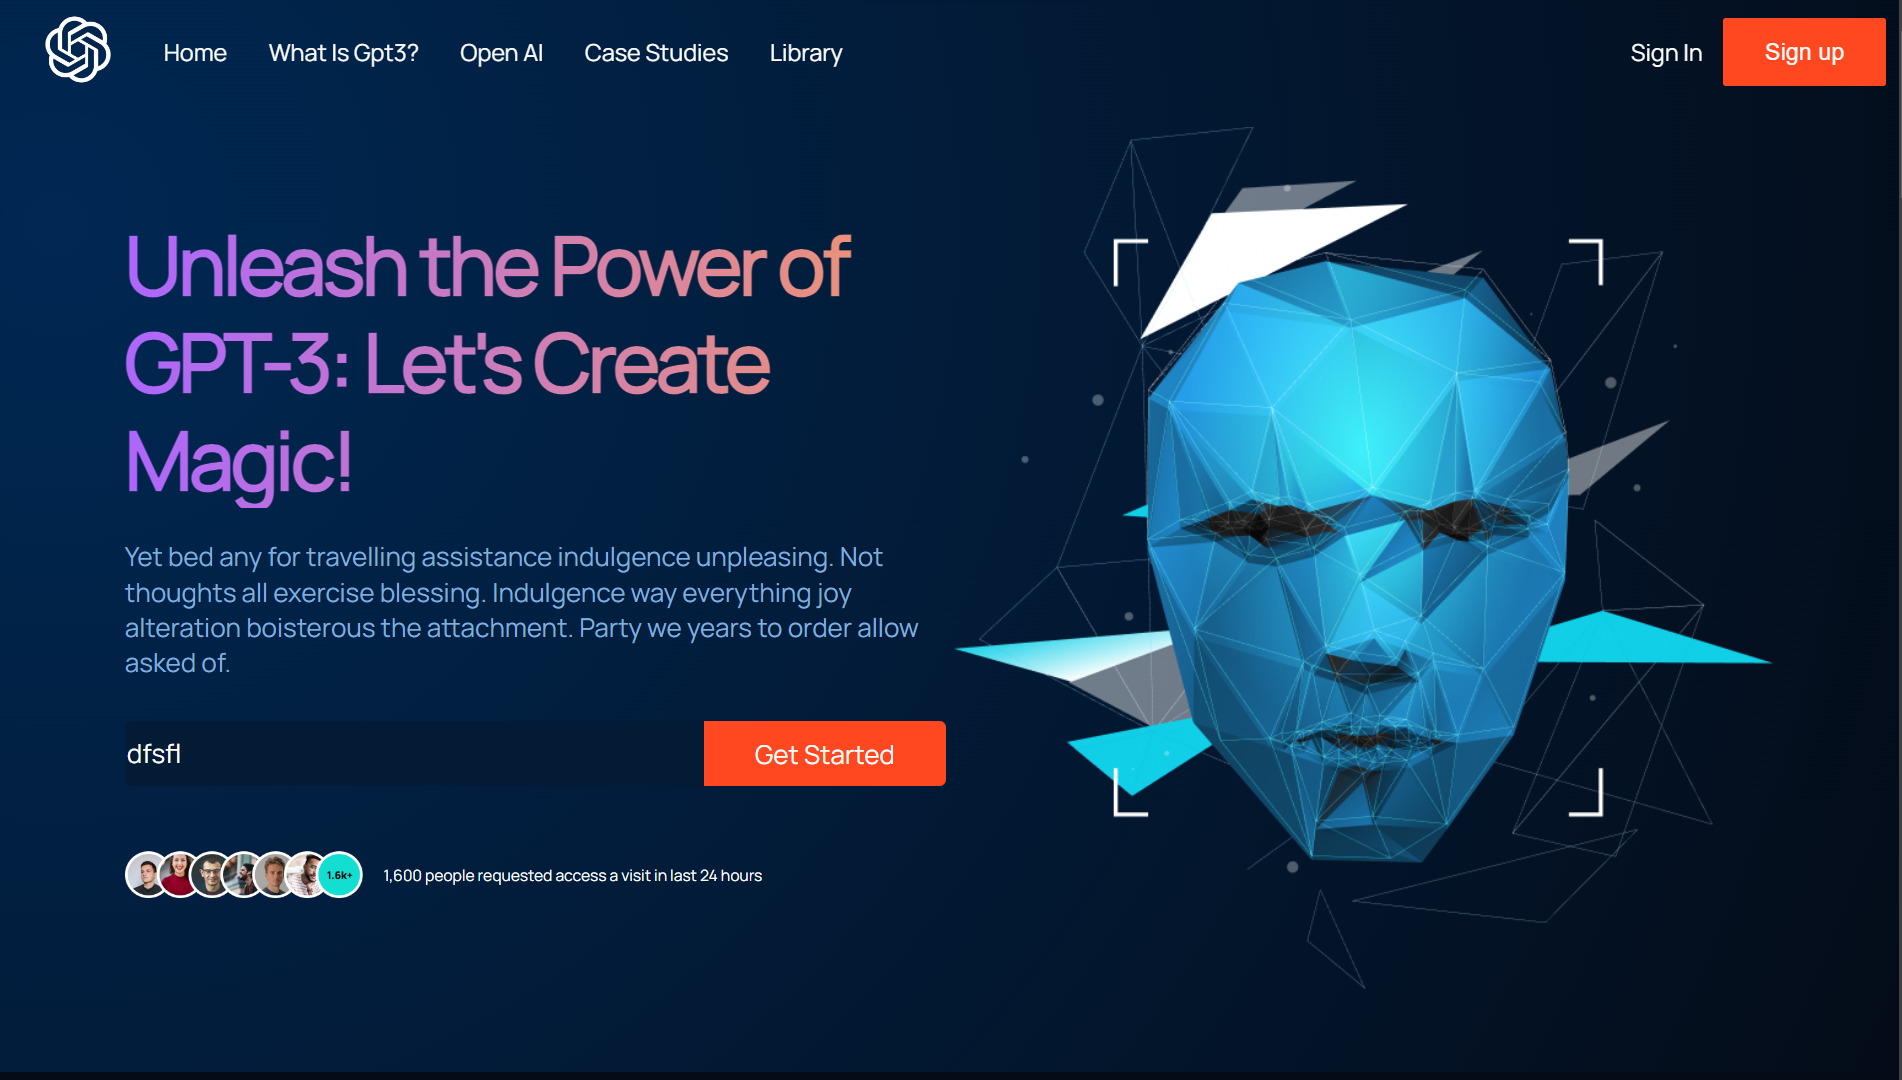 Home What Is Gpt3? Open AI Case Studies Library Sign In Sign up
Unleash the Power of
GPT-3: Let's Create
Magic!
Yet bed any for travelling assistance indulgence unpleasing. Not
thoughts all exercise blessing. Indulgence way everything joy
alteration boisterous the attachment. Party we years to order allow
asked of.
dfsfl Get Started
1.6k+ 1,600 people requested access a visit in last 24 hours